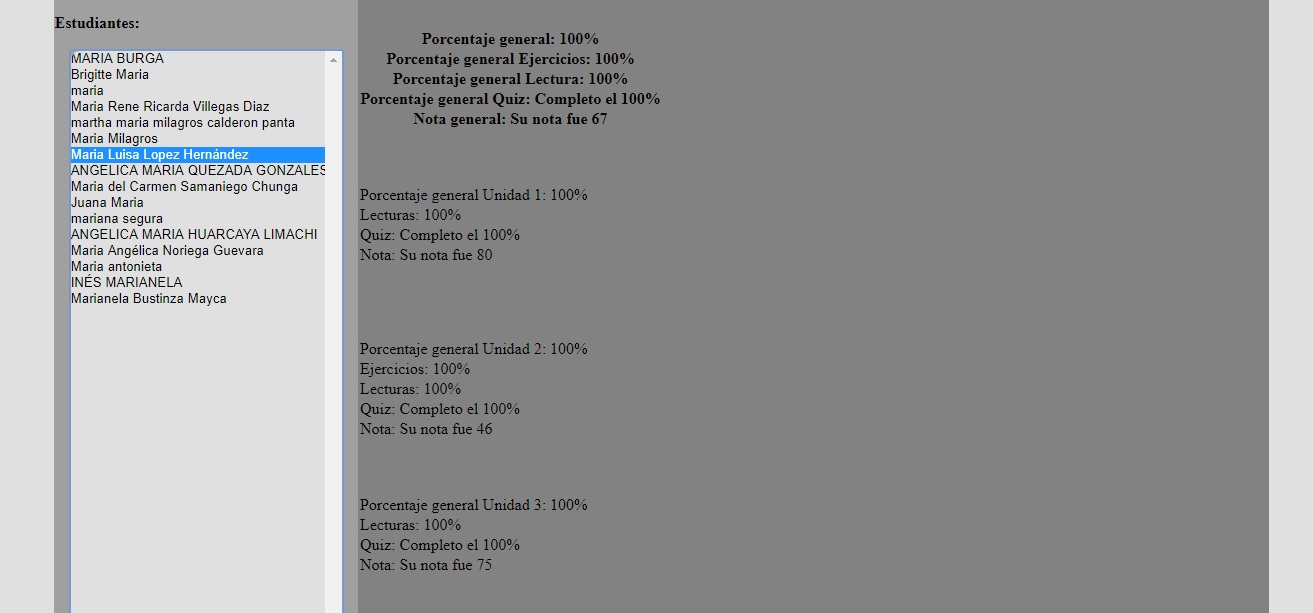 Estudiantes:
MARIA BURGA
Brigitte Maria
maria
Maria Rene Ricarda Villegas Diaz
martha maria milagros calderon panta
Maria Milagros
Maria Luisa Lopez Hernández
ANGELICA MARIA QUEZADA GONZALES
Maria del Carmen Samaniego Chunga
Juana Maria
mariana segura
ANGELICA MARIA HUARCAYA LIMACHI
Maria Angélica Noriega Guevara
Maria antonieta
INÉS MARIANELA
Marianela Bustinza Mayca
Porcentaje general: 100%
Porcentaje general Ejercicios: 100%
Porcentaje general Lectura: 100%
Porcentaje general Quiz: Completo el 100%
Nota general: Su nota fue 67
Porcentaje general Unidad 1: 100%
Lecturas: 100%
Quiz: Completo el 100%
Nota: Su nota fue 80
Porcentaje general Unidad 2: 100%
Ejercicios: 100%
Lecturas: 100%
Quiz: Completo el 100%
Nota: Su nota fue 46
Porcentaje general Unidad 3: 100%
Lecturas: 100%
Quiz: Completo el 100%
Nota: Su nota fue 75